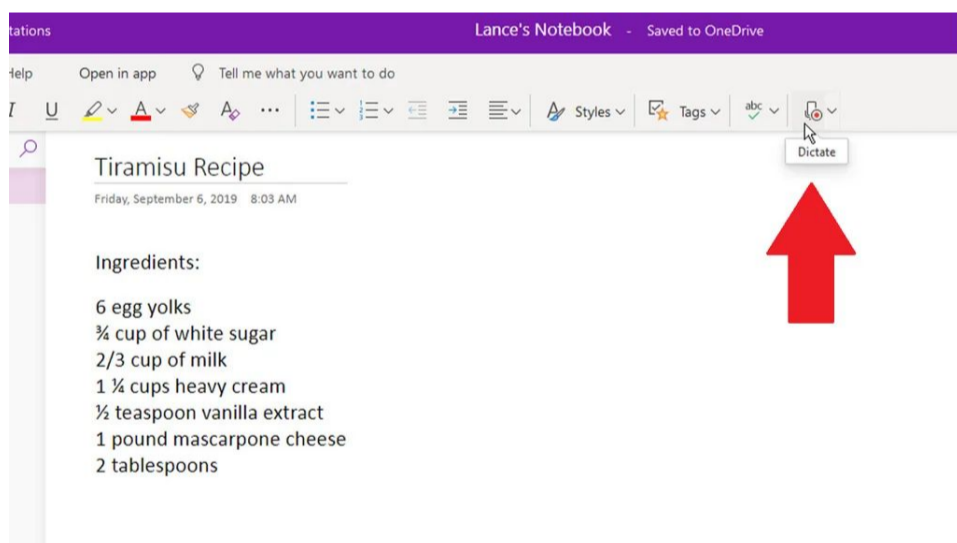 tations
Lance's Notebook - Saved to OneDrive
Help Open in app Tell me what you want to do
I U A A Styles Tags abc
Dictate
Tiramisu Recipe
Friday, September 6, 2019 8:03 AM
Ingredients:
6 egg yolks
¾ cup of white sugar
2/3 cup of milk
1 ¼ cups heavy cream
½ teaspoon vanilla extract
1 pound mascarpone cheese
2 tablespoons